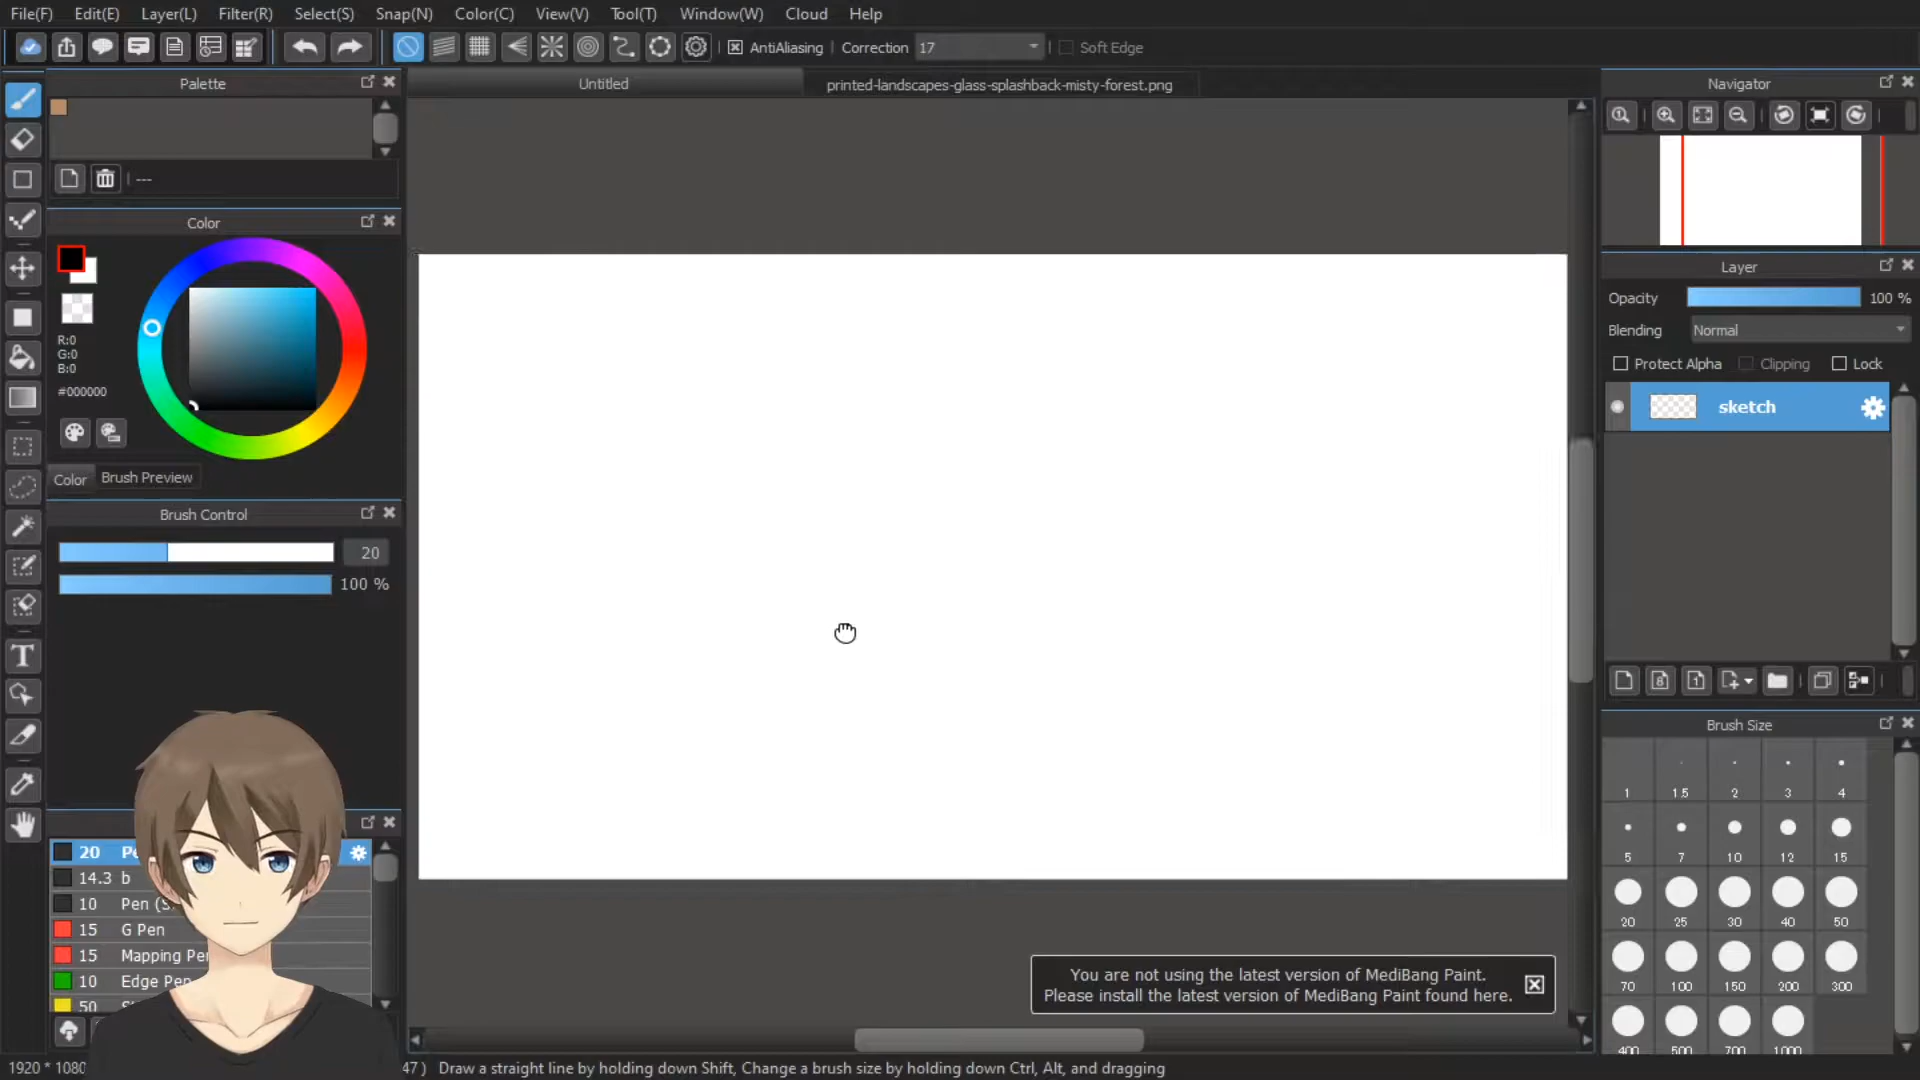 File(F) Edit(E) Layer(L) Filter(R) Select(S) Snap(N) Color(C) View(V) Tool(T) Window(W) Cloud Help
AntiAliasing Correction 17 Soft Edge
Palette
---
Color
R:0
G:0
B:0
#000000
Color Brush Preview
Brush Control
20
100 %
20
14.3 b
10 Pen
15 G Pen
15 Mapping
10 Edge Pen
50
Untitled printed-landscapes-glass-splashback-misty-forest.png
You are not using the latest version of MediBang Paint.
Please install the latest version of MediBang Paint found here.
Navigator
Layer
Opacity 100 %
Blending Normal
Protect Alpha Clipping Lock
sketch
8 1
Brush Size
1 1.5 2 3 4
5 7 10 12 15
20 25 30 40 50
70 100 150 200 300
400 500 700 1000
1920 * 1080 47 ) Draw a straight line by holding down Shift, Change a brush size by holding down Ctrl, Alt, and dragging